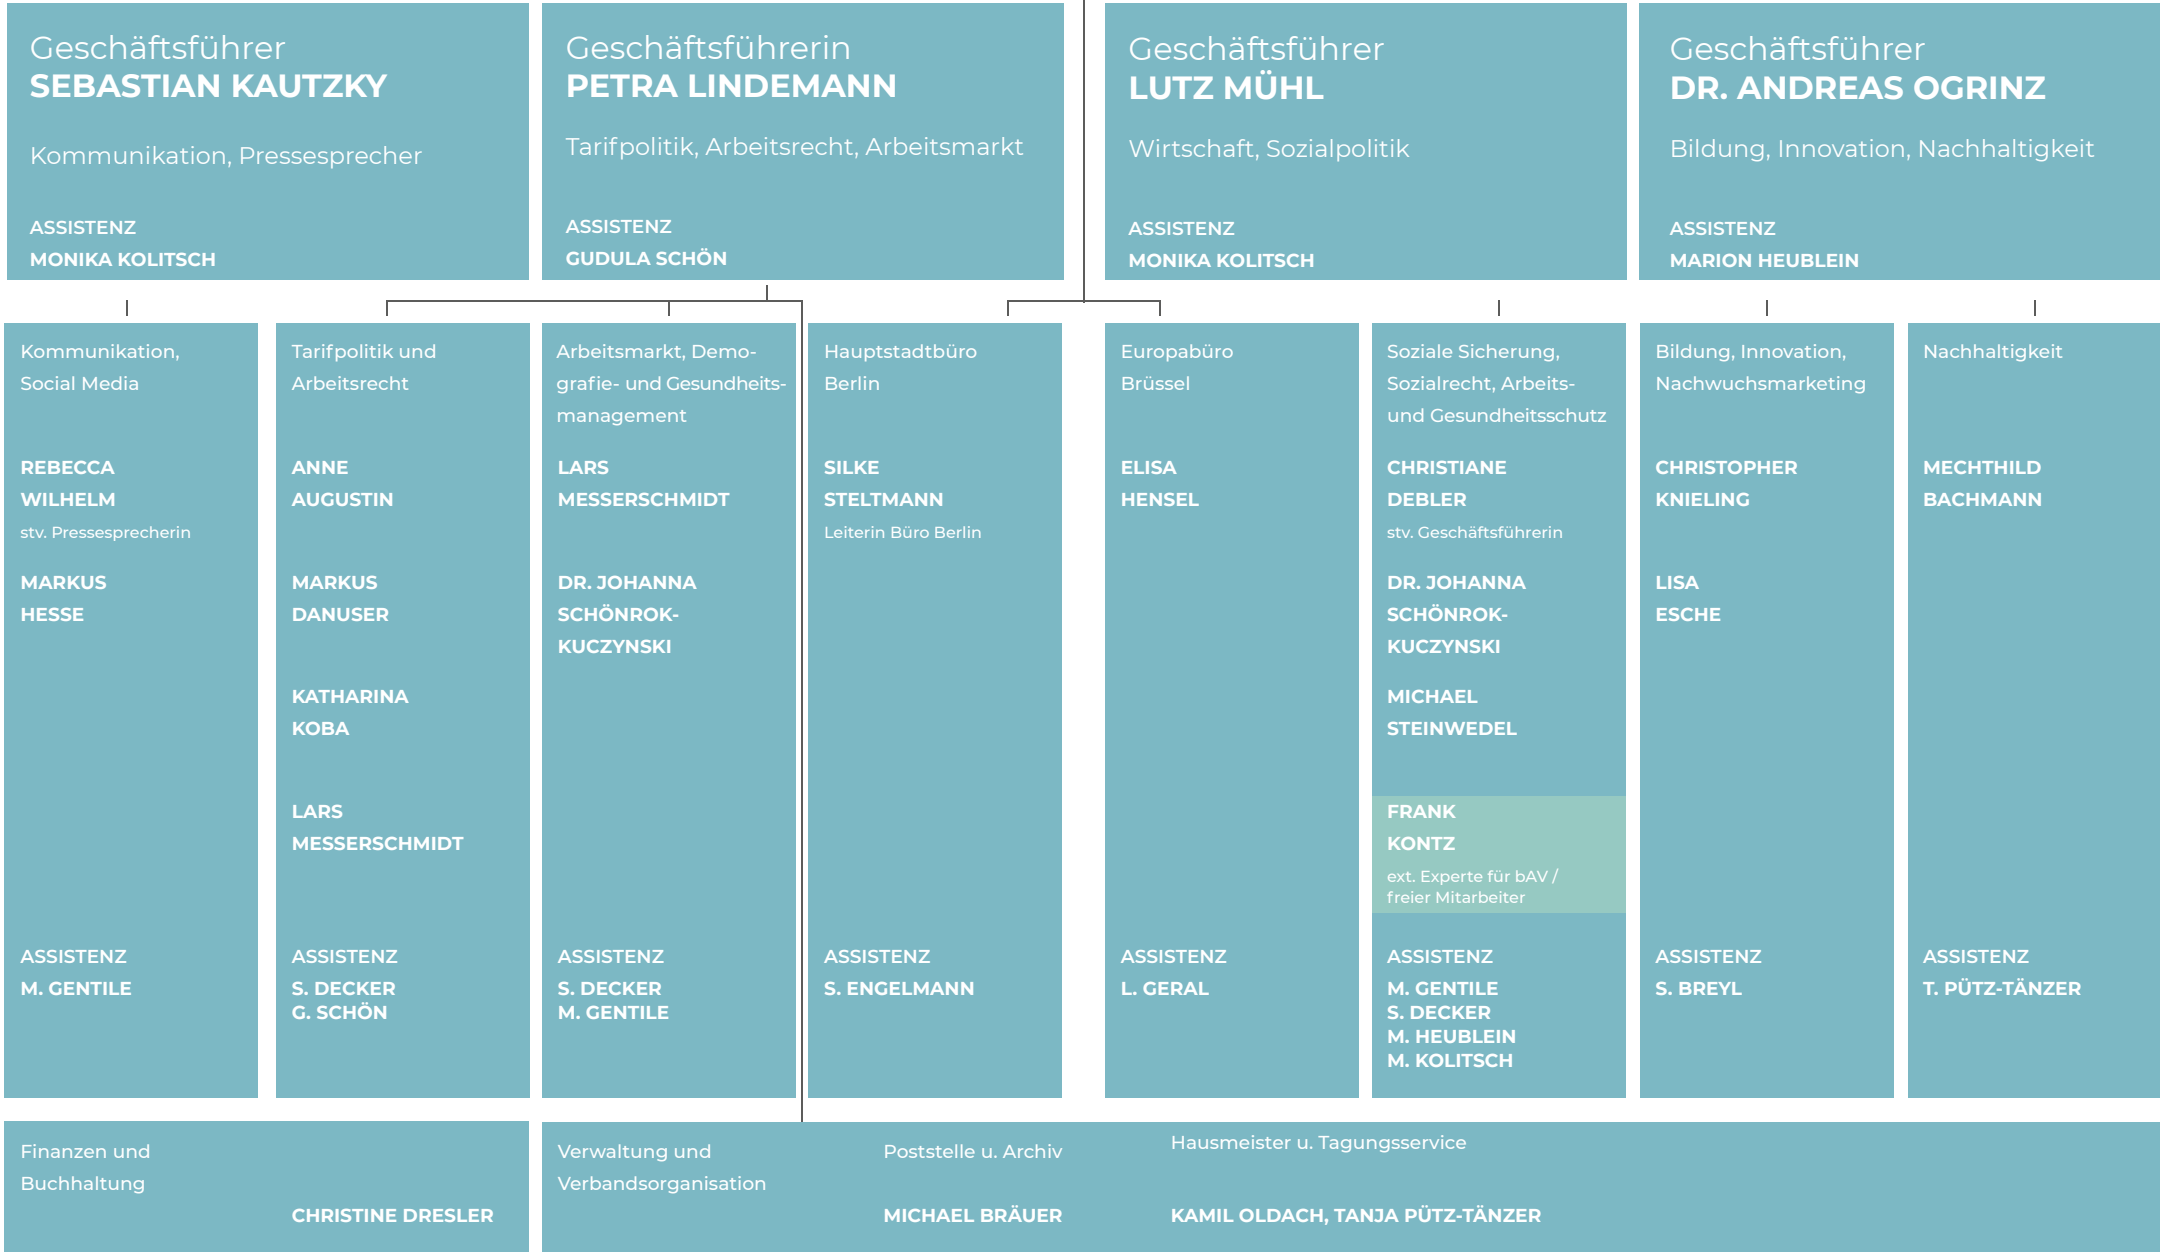 Geschäftsführer
SEBASTIAN KAUTZKY
Kommunikation, Pressesprecher
ASSISTENZ
MONIKA KOLITSCH
Geschäftsführerin
PETRA LINDEMANN
Tarifpolitik, Arbeitsrecht, Arbeitsmarkt
ASSISTENZ
GUDULA SCHÖN
Geschäftsführer
LUTZ MÜHL
Wirtschaft, Sozialpolitik
ASSISTENZ
MONIKA KOLITSCH
Geschäftsführer
DR. ANDREAS OGRINZ
Bildung, Innovation, Nachhaltigkeit
ASSISTENZ
MARION HEUBLEIN
Kommunikation,
Social Media
REBECCA
WILHELM
stv. Pressesprecherin
MARKUS
HESSE
ASSISTENZ
M. GENTILE
Tarifpolitik und
Arbeitsrecht
ANNE
AUGUSTIN
MARKUS
DANUSER
KATHARINA
KOBA
LARS
MESSERSCHMIDT
ASSISTENZ
S. DECKER
G. SCHÖN
Arbeitsmarkt, Demo-
grafie- und Gesundheits-
management
LARS
MESSERSCHMIDT
DR. JOHANNA
SCHÖNROK-
KUCZYNSKI
ASSISTENZ
S. DECKER
M. GENTILE
Hauptstadtbüro
Berlin
SILKE
STELTMANN
Leiterin Büro Berlin
ASSISTENZ
S. ENGELMANN
Europabüro
Brüssel
ELISA
HENSEL
ASSISTENZ
L. GERAL
Soziale Sicherung,
Sozialrecht, Arbeits-
und Gesundheitsschutz
CHRISTIANE
DEBLER
stv. Geschäftsführerin
DR. JOHANNA
SCHÖNROK-
KUCZYNSKI
MICHAEL
STEINWEDEL
FRANK
KONTZ
ext. Experte für bAV /
freier Mitarbeiter
ASSISTENZ
M. GENTILE
S. DECKER
M. HEUBLEIN
M. KOLITSCH
Bildung, Innovation,
Nachwuchsmarketing
CHRISTOPHER
KNIELING
LISA
ESCHE
ASSISTENZ
S. BREYL
Nachhaltigkeit
MECHTHILD
BACHMANN
ASSISTENZ
T. PÜTZ-TÄNZER
Finanzen und
Buchhaltung
CHRISTINE DRESLER
Verwaltung und
Verbandsorganisation
Poststelle u. Archiv
MICHAEL BRÄUER
Hausmeister u. Tagungsservice
KAMIL OLDACH, TANJA PÜTZ-TÄNZER